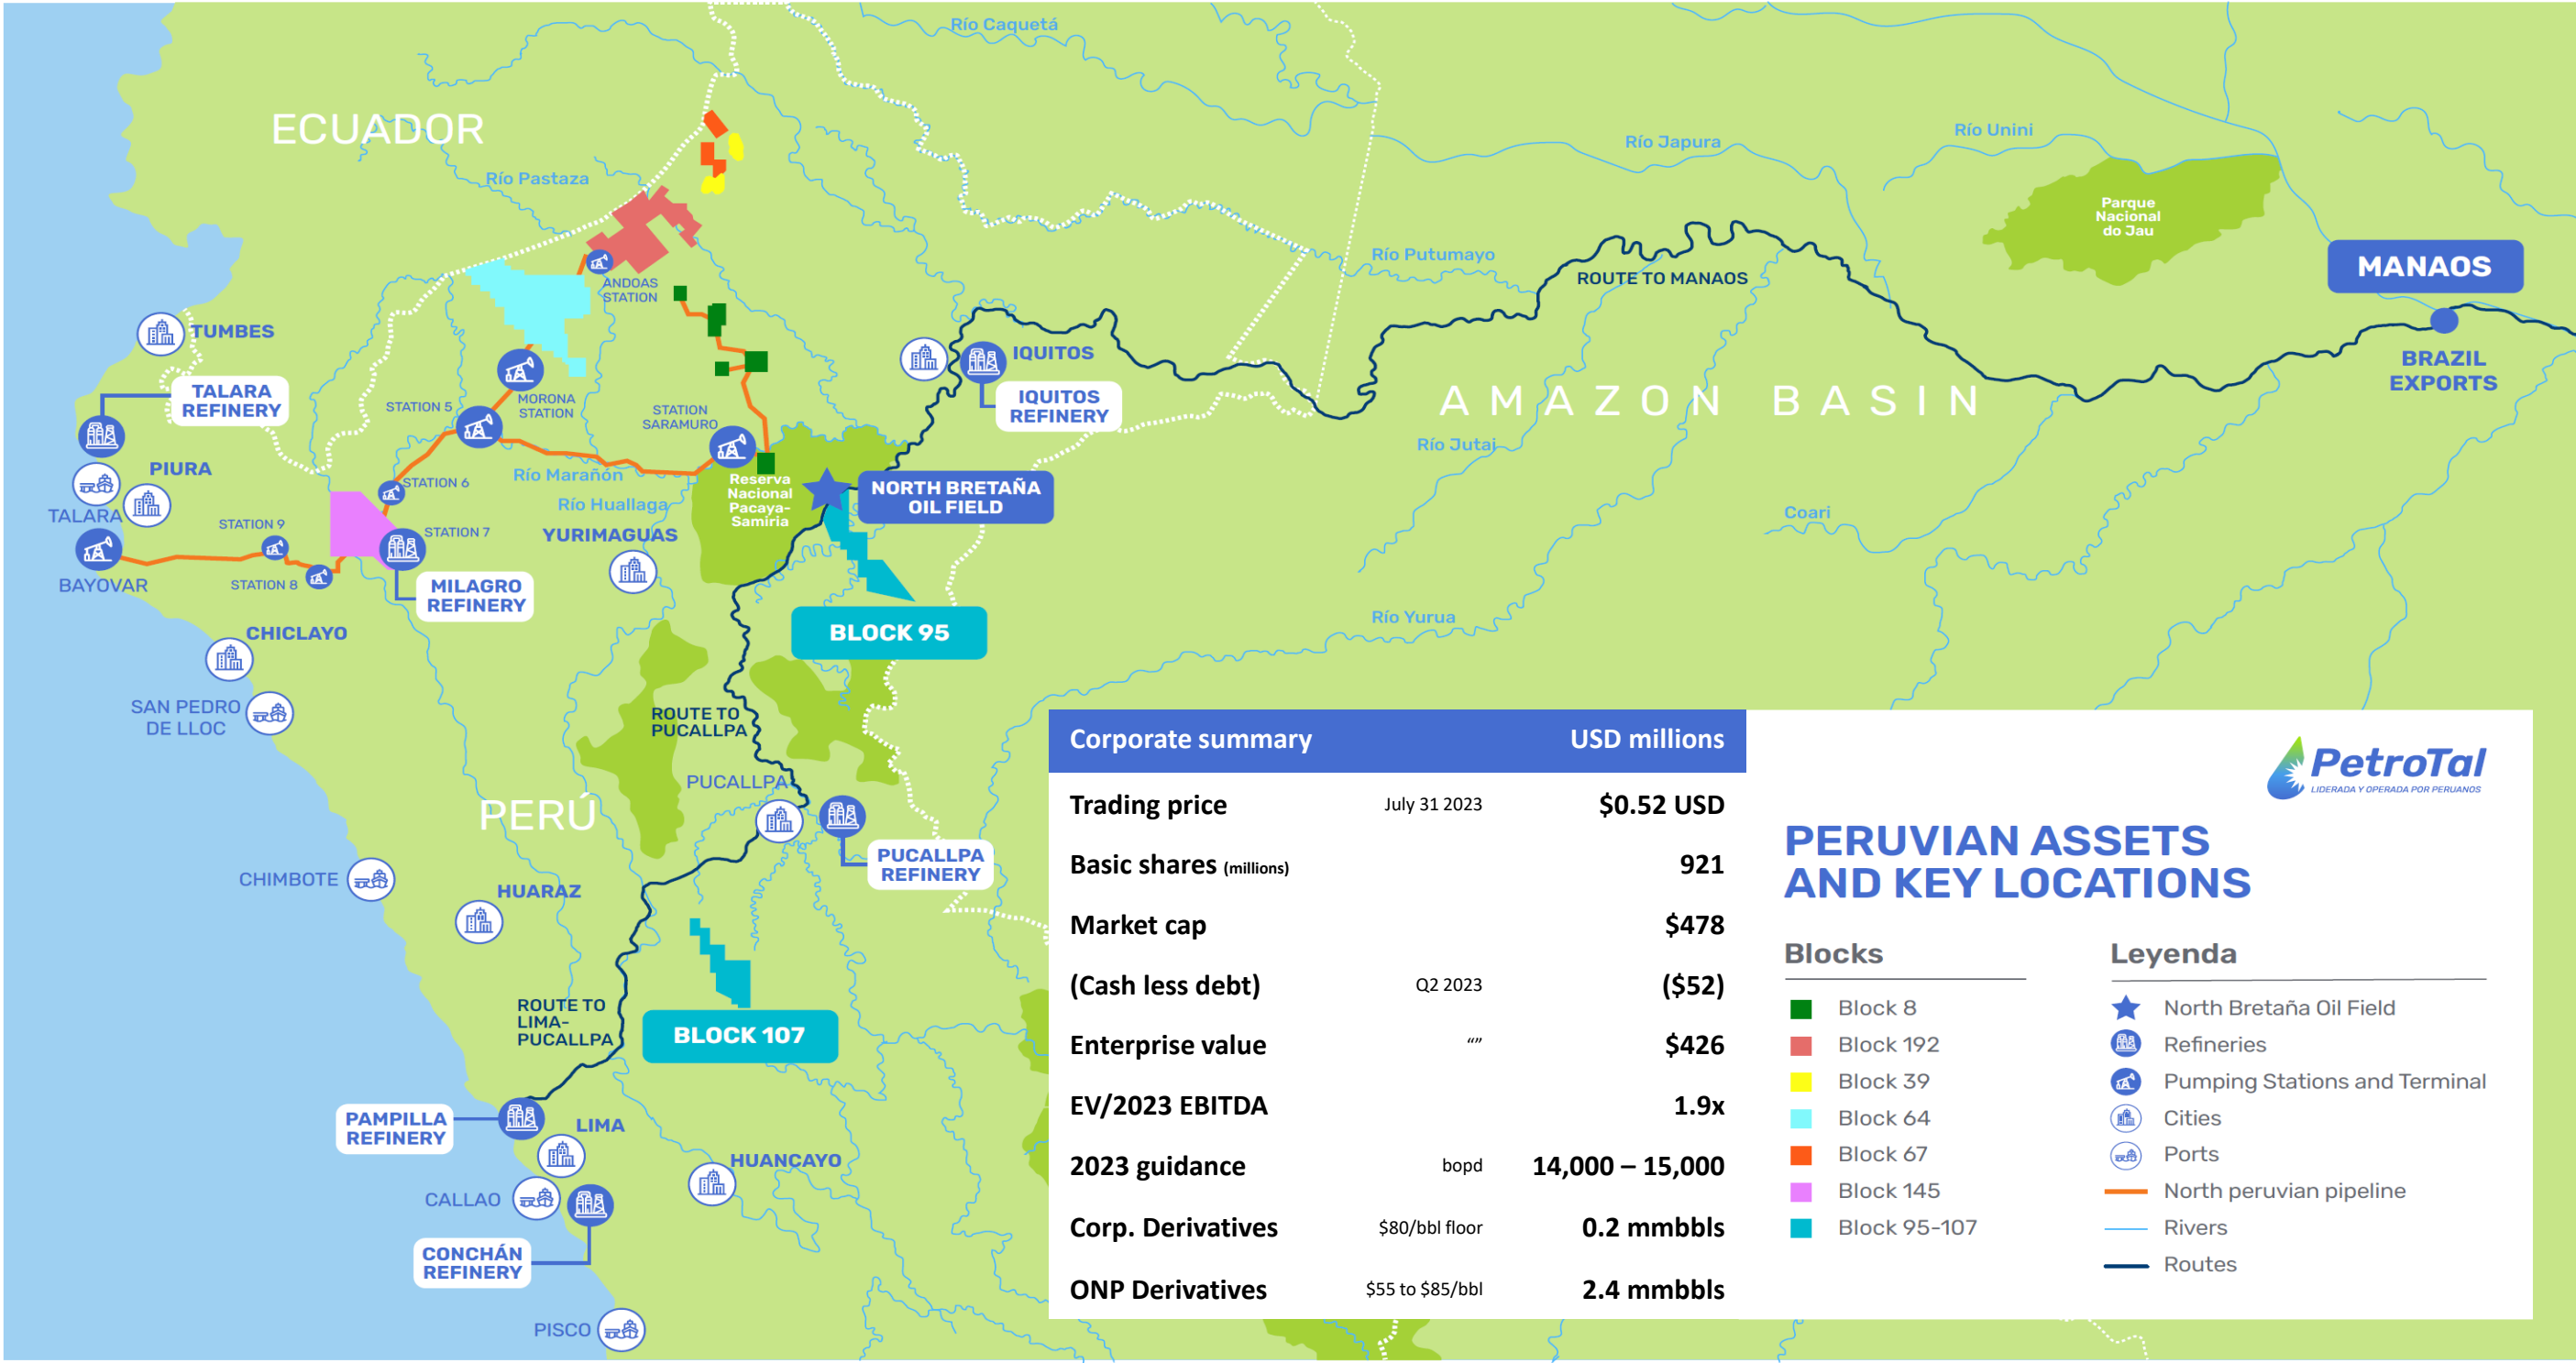 Río Caquetá
ECUADOR
Río Japura
Río Unini
Río Pastaza
Parque
Nacional
do Jau
Río Putumayo
ROUTE TO MANAOS
MANAOS
ANDOAS
STATION
TUMBES
IQUITOS
BRAZIL
EXPORTS
TALARA
REFINERY
IQUITOS
REFINERY
AMAZON BASIN
STATION 5
MORONA
STATION
STATION
SARAMURO
Río Jutai
PIURA
Río Marañón
STATION 6
Reserva
Nacional
Pacaya-
Samiria
NORTH BRETAÑA
OIL FIELD
Río Huallaga
TALARA
STATION 9
STATION 7
YURIMAGUAS
Coari
BAYOVAR
STATION 8
MILAGRO
REFINERY
Río Yurua
CHICLAYO
BLOCK 95
SAN PEDRO
DE LLOC
ROUTE TO
PUCALLPA
PUCALLPA
PERÚ
PUCALLPA
REFINERY
CHIMBOTE
HUARAZ
ROUTE TO
LIMA-
PUCALLPA
BLOCK 107
PAMPILLA
REFINERY
LIMA
HUANCAYO
CALLAO
CONCHÁN
REFINERY
PISCO
Corporate summary USD millions
Trading price July 31 2023 $0.52 USD
Basic shares (millions) 921
Market cap $478
(Cash less debt) Q2 2023 ($52)
Enterprise value “” $426
EV/2023 EBITDA 1.9x
2023 guidance bopd 14,000 – 15,000
Corp. Derivatives $80/bbl floor 0.2 mmbbls
ONP Derivatives $55 to $85/bbl 2.4 mmbbls
PetroTal
LIDERADA Y OPERADA POR PERUANOS
PERUVIAN ASSETS
AND KEY LOCATIONS
Blocks
Block 8
Block 192
Block 39
Block 64
Block 67
Block 145
Block 95-107
Leyenda
North Bretaña Oil Field
Refineries
Pumping Stations and Terminal
Cities
Ports
North peruvian pipeline
Rivers
Routes